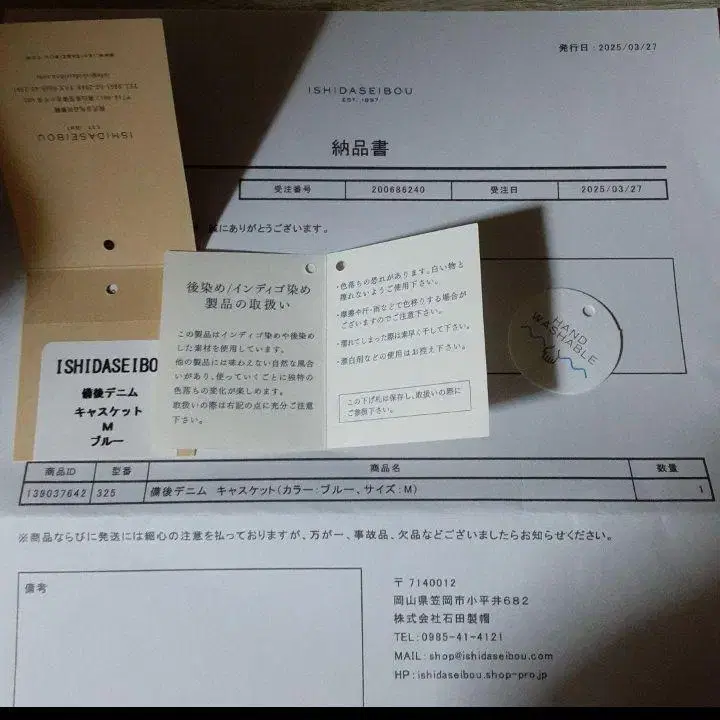 発行日：2025/03/27
ISHIDASEIBOU
EST. 1897
納品書
受注番号 200686240 受注日 2025/03/27
にありがとうございます。
ISHIDASEIBOU
ISHIDASEIBO
備後デニム
キャスケット
M
ブルー
後染め/インディゴ染め
製品の取扱い
この製品はインディゴ染めや後染め
した素材を使用しています。
他の製品には味わえない自然な風合
いがあり、使っていくごとに独特の
色落ちの変化が楽しめます。
取扱いの際は右記の点に充分ご注意
下さい。
・色落ちの恐れがあります。白い物と
擦れないようご使用下さい。
・摩擦や汗・雨などで色移りする場合が
ございますのでご注意下さい。
・濡れてしまった際は素早く干して下さい。
・漂白剤などの使用はお控え下さい。
この下げ札は保存し、取扱いの際に
ご参照下さい。
HAND
WASHABLE
商品ID 型番 商品名 数量
139037642 325 備後デニム キャスケット(カラー：ブルー、サイズ：M) 1
※商品ならびに発送には細心の注意を払っておりますが、万が一、事故品、欠品などございましたらお知らせください。
備考
〒 7140012
岡山県笠岡市小平井682
株式会社石田製帽
TEL：0985-41-4121
MAIL：shop@ishidaseibou.com
HP：ishidaseibou.shop-pro.jp